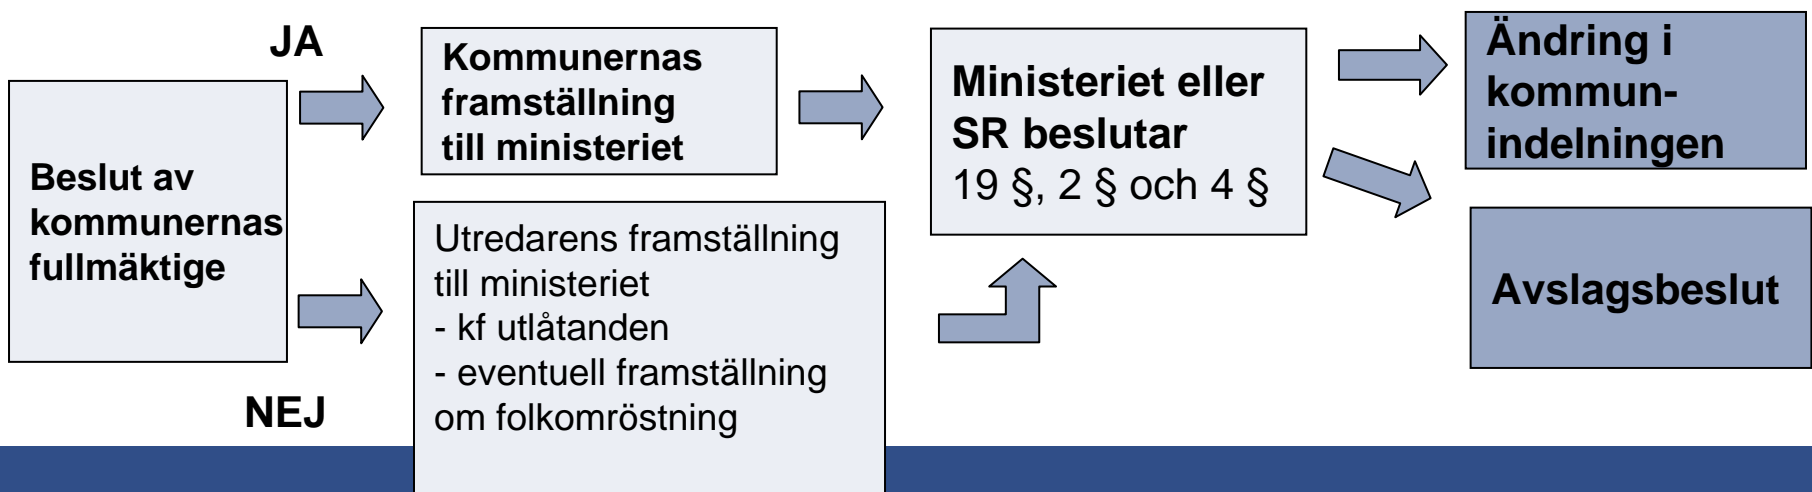 JA
Beslut av
kommunernas
fullmäktige
NEJ
Kommunernas
framställning
till ministeriet
Utredarens framställning
till ministeriet
- kf utlåtanden
- eventuell framställning
om folkomröstning
Ministeriet eller
SR beslutar
19 §, 2 § och 4 §
Ändring i
kommun-
indelningen
Avslagsbeslut